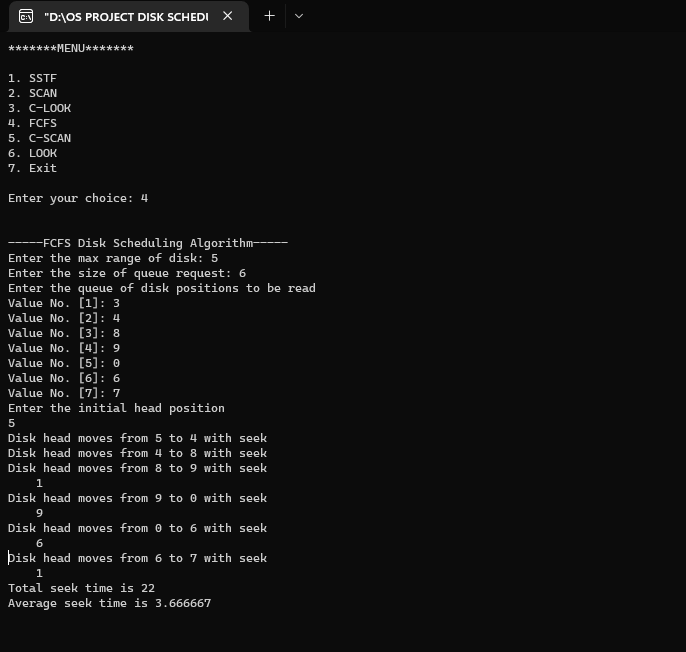 "D:\OS PROJECT DISK SCHEDU
*******MENU*******
1. SSTF
2. SCAN
3. C-LOOK
4. FCFS
5. C-SCAN
6. LOOK
7. Exit
Enter your choice: 4
-----FCFS Disk Scheduling Algorithm-----
Enter the max range of disk: 5
Enter the size of queue request: 6
Enter the queue of disk positions to be read
Value No. [1]: 3
Value No. [2]: 4
Value No. [3]: 8
Value No. [4]: 9
Value No. [5]: 0
Value No. [6]: 6
Value No. [7]: 7
Enter the initial head position
5
Disk head moves from 5 to 4 with seek
Disk head moves from 4 to 8 with seek
Disk head moves from 8 to 9 with seek
1
Disk head moves from 9 to 0 with seek
9
Disk head moves from 0 to 6 with seek
6
Disk head moves from 6 to 7 with seek
1
Total seek time is 22
Average seek time is 3.666667